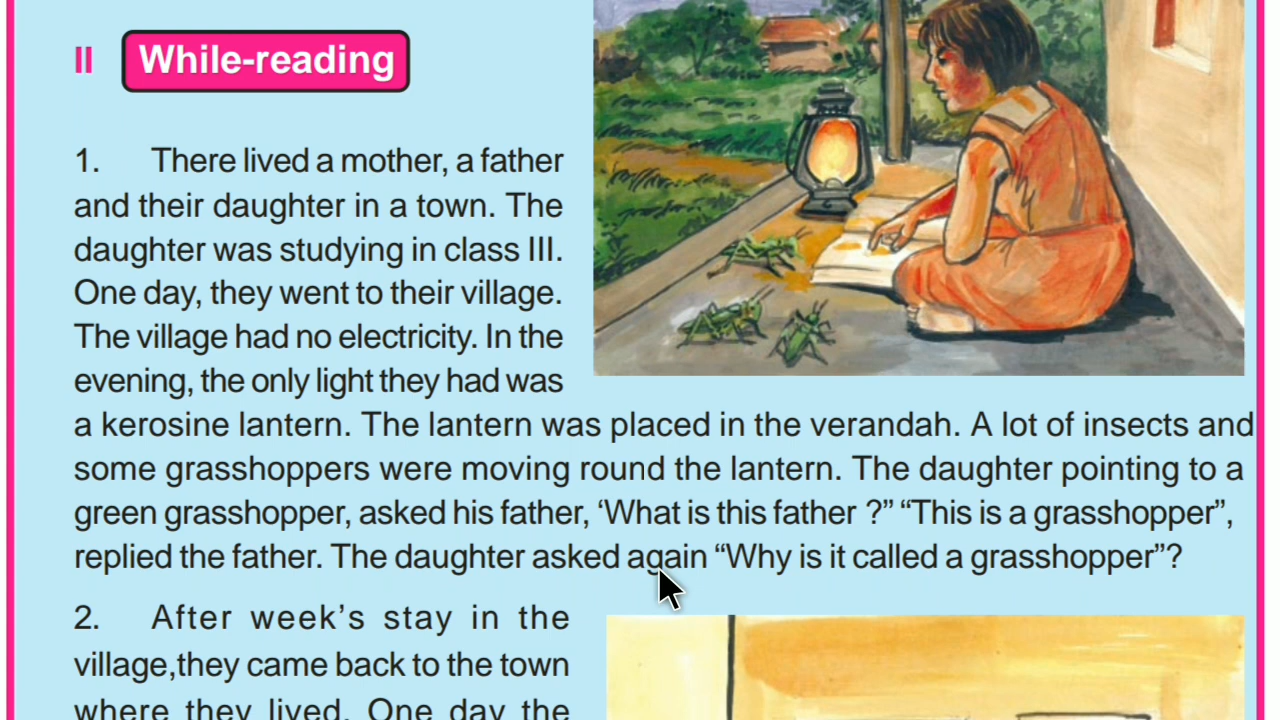 II While-reading
1. There lived a mother, a father
and their daughter in a town. The
daughter was studying in class III.
One day, they went to their village.
The village had no electricity. In the
evening, the only light they had was
a kerosine lantern. The lantern was placed in the verandah. A lot of insects and
some grasshoppers were moving round the lantern. The daughter pointing to a
green grasshopper, asked his father, ‘What is this father ?” “This is a grasshopper”,
replied the father. The daughter asked again “Why is it called a grasshopper”?
2. After week’s stay in the
village,they came back to the town
where they lived. One day the